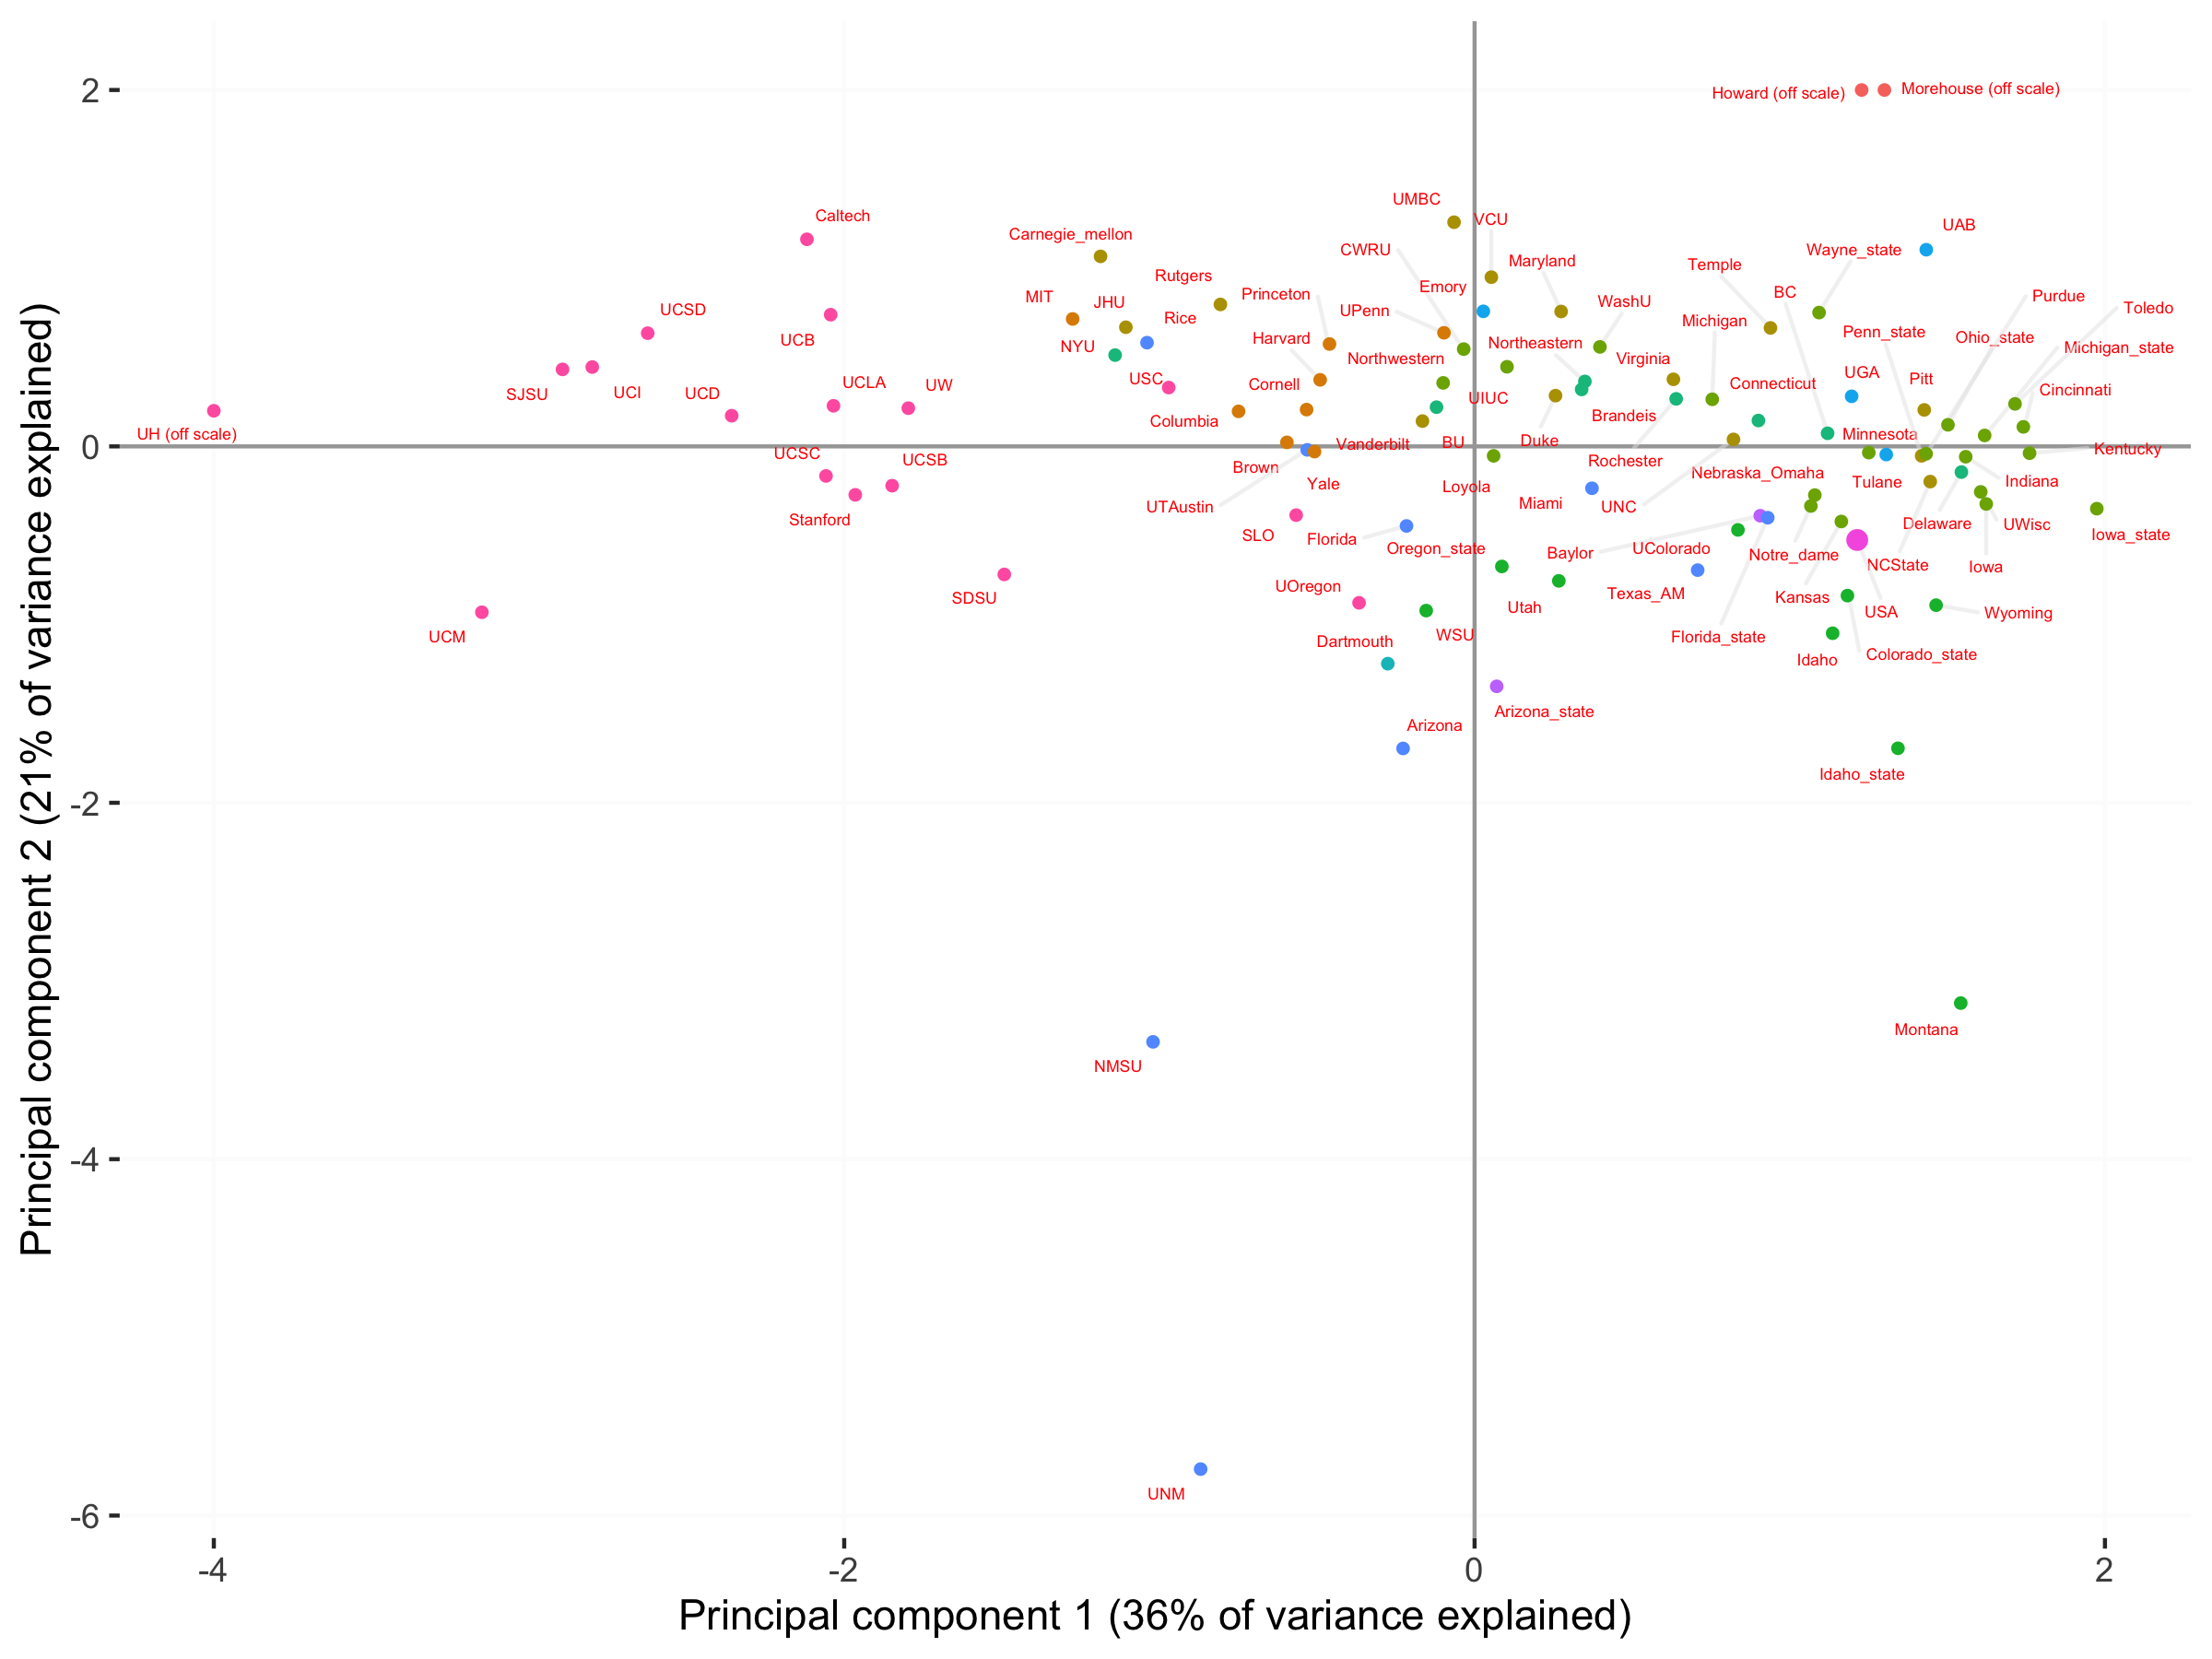 2
Howard (off scale)
Morehouse (off scale)
UMBC
Caltech
VCU
UAB
Carnegie_mellon
CWRU
Wayne_state
Maryland
Temple
Rutgers
Emory
BC
Princeton
Purdue
MIT
JHU
WashU
Toledo
UCSD
UPenn
Rice
Michigan
Penn_state
Ohio_state
UCB
Harvard
Northeastern
NYU
Michigan_state
Northwestern
Virginia
UGA
Pitt
USC
UCLA
UW
Cornell
Connecticut
Cincinnati
SJSU
UCI
UCD
UIUC
Brandeis
Columbia
UH (off scale)
Minnesota
Duke
BU
Vanderbilt
0
Kentucky
UCSC
UCSB
Rochester
Brown
Nebraska_Omaha
Yale
Tulane
Indiana
Loyola
UTAustin
Miami
UNC
Stanford
Delaware
UWisc
SLO
Florida
Iowa_state
Oregon_state
Baylor
UColorado
Notre_dame
NCState
Iowa
UOregon
SDSU
Texas_AM
Kansas
Utah
USA
Wyoming
UCM
WSU
Florida_state
Dartmouth
Idaho
Colorado_state
Arizona_state
Arizona
Idaho_state
-2
Montana
NMSU
-4
UNM
-6
Principal component 2 (21% of variance explained)
-4
-2
0
2
Principal component 1 (36% of variance explained)